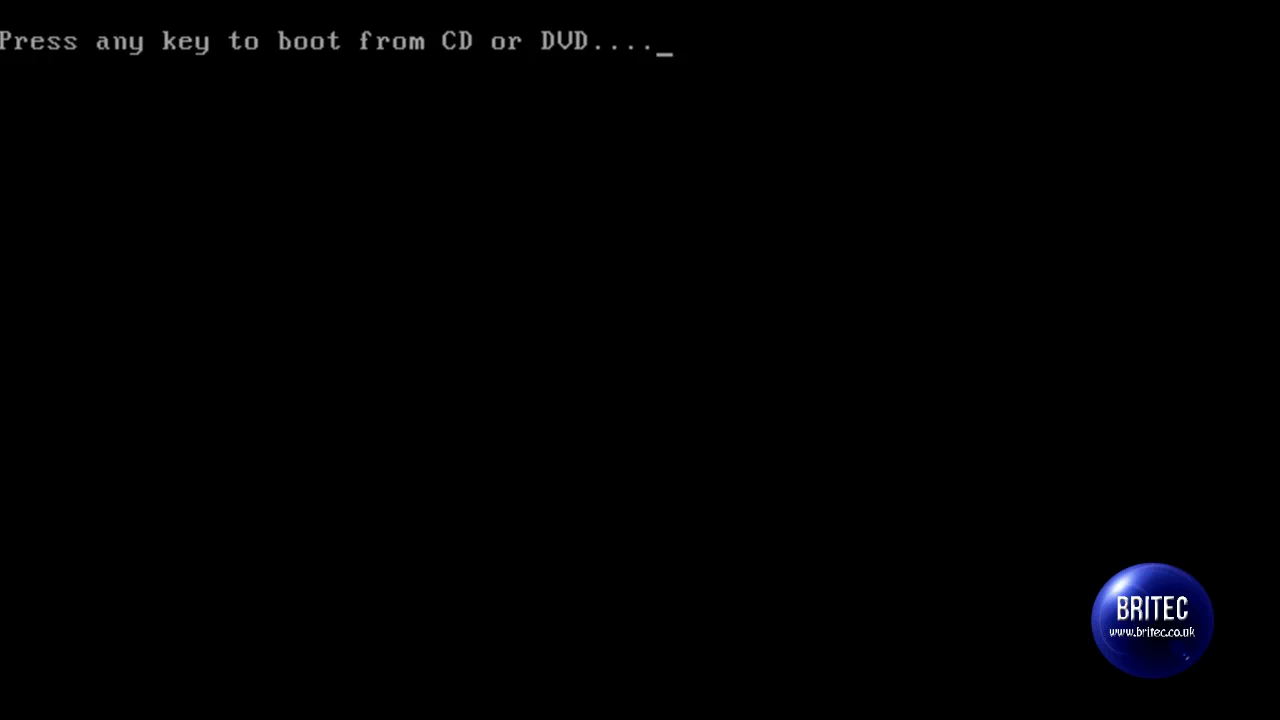 Press any key to boot from CD or DVD...._
BRITEC
www.britec.co.uk